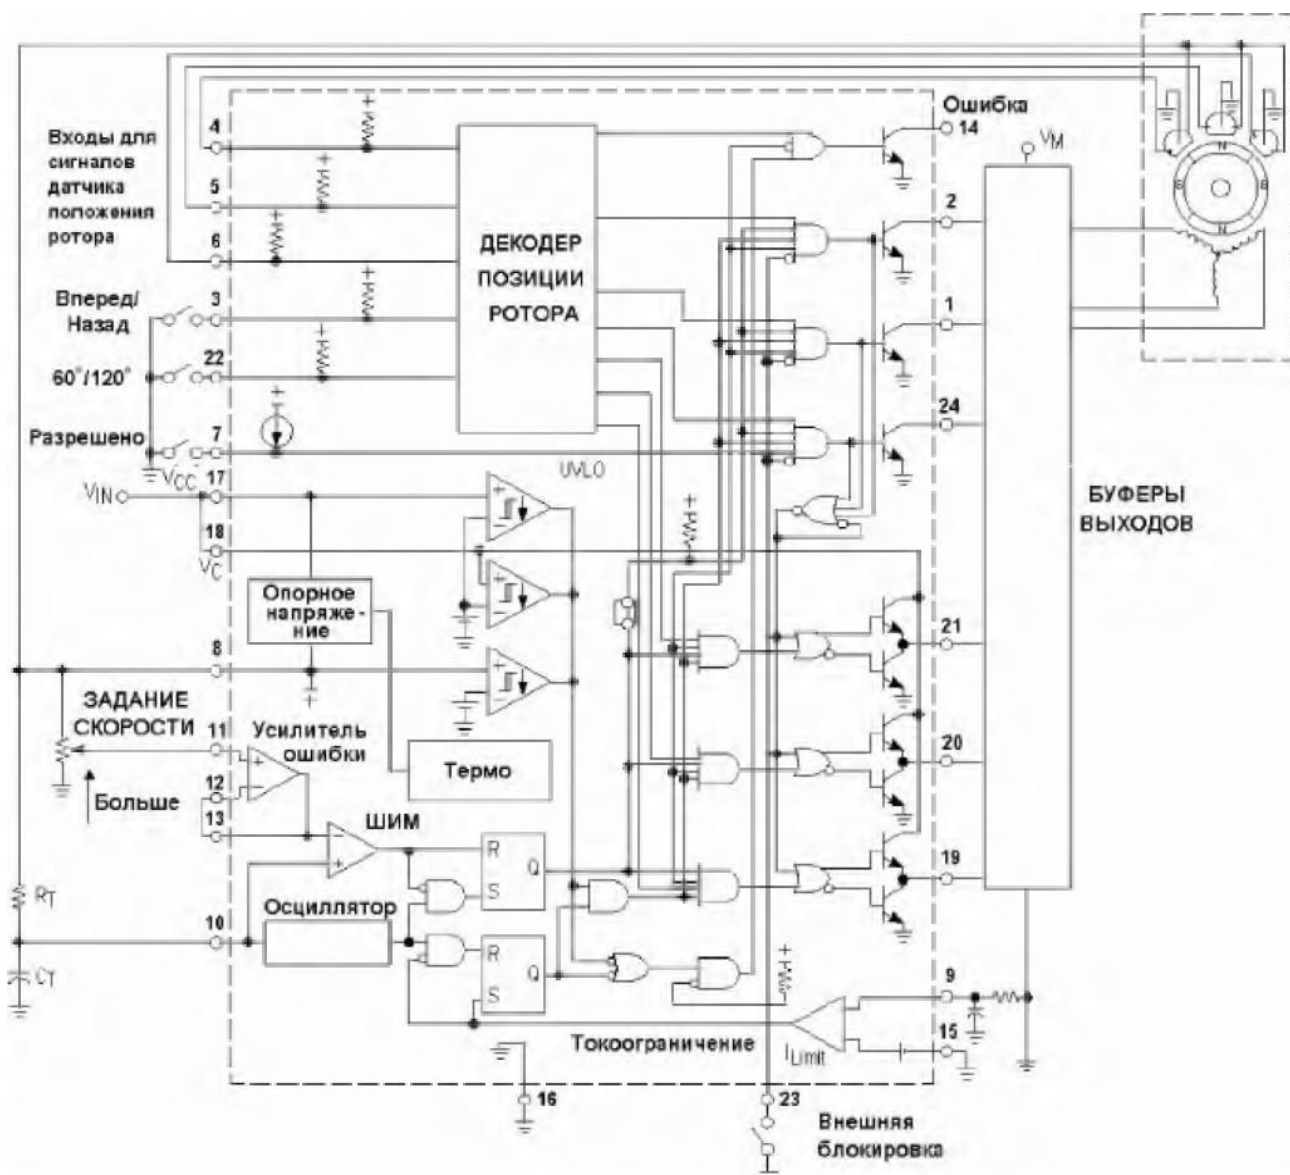 Ошибка
14
VM
4
Входы для
сигналов
датчика
положения
ротора
5
6
ДЕКОДЕР
ПОЗИЦИИ
РОТОРА
2
N
S
S
N
Вперед/
Назад
3
1
60°/120°
22
24
Разрешено
7
VCC
17
UVLO
VIN
БУФЕРЫ
ВЫХОДОВ
18
VC
Опорное
напряже-
ние
21
8
ЗАДАНИЕ
СКОРОСТИ
11
Усилитель
ошибки
20
Термо
12
Больше
13
ШИМ
R
Q
S
19
RT
10
Осциллятор
R
Q
S
CT
9
15
Токоограничение
ILimit
16
23
Внешняя
блокировка